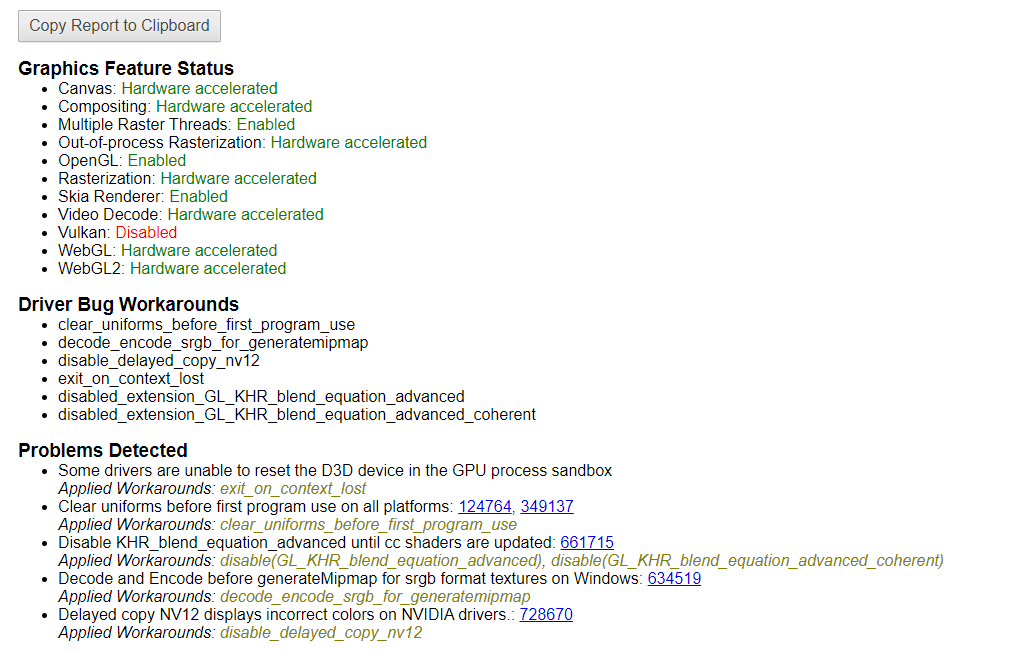 Copy Report to Clipboard
Graphics Feature Status
Canvas: Hardware accelerated
Compositing: Hardware accelerated
Multiple Raster Threads: Enabled
Out-of-process Rasterization: Hardware accelerated
OpenGL: Enabled
Rasterization: Hardware accelerated
Skia Renderer: Enabled
Video Decode: Hardware accelerated
Vulkan: Disabled
WebGL: Hardware accelerated
WebGL2: Hardware accelerated
Driver Bug Workarounds
clear_uniforms_before_first_program_use
decode_encode_srgb_for_generatemipmap
disable_delayed_copy_nv12
exit_on_context_lost
disabled_extension_GL_KHR_blend_equation_advanced
disabled_extension_GL_KHR_blend_equation_advanced_coherent
Problems Detected
Some drivers are unable to reset the D3D device in the GPU process sandbox
Applied Workarounds: exit_on_context_lost
Clear uniforms before first program use on all platforms: 124764, 349137
Applied Workarounds: clear_uniforms_before_first_program_use
Disable KHR_blend_equation_advanced until cc shaders are updated: 661715
Applied Workarounds: disable(GL_KHR_blend_equation_advanced), disable(GL_KHR_blend_equation_advanced_coherent)
Decode and Encode before generateMipmap for srgb format textures on Windows: 634519
Applied Workarounds: decode_encode_srgb_for_generatemipmap
Delayed copy NV12 displays incorrect colors on NVIDIA drivers.: 728670
Applied Workarounds: disable_delayed_copy_nv12